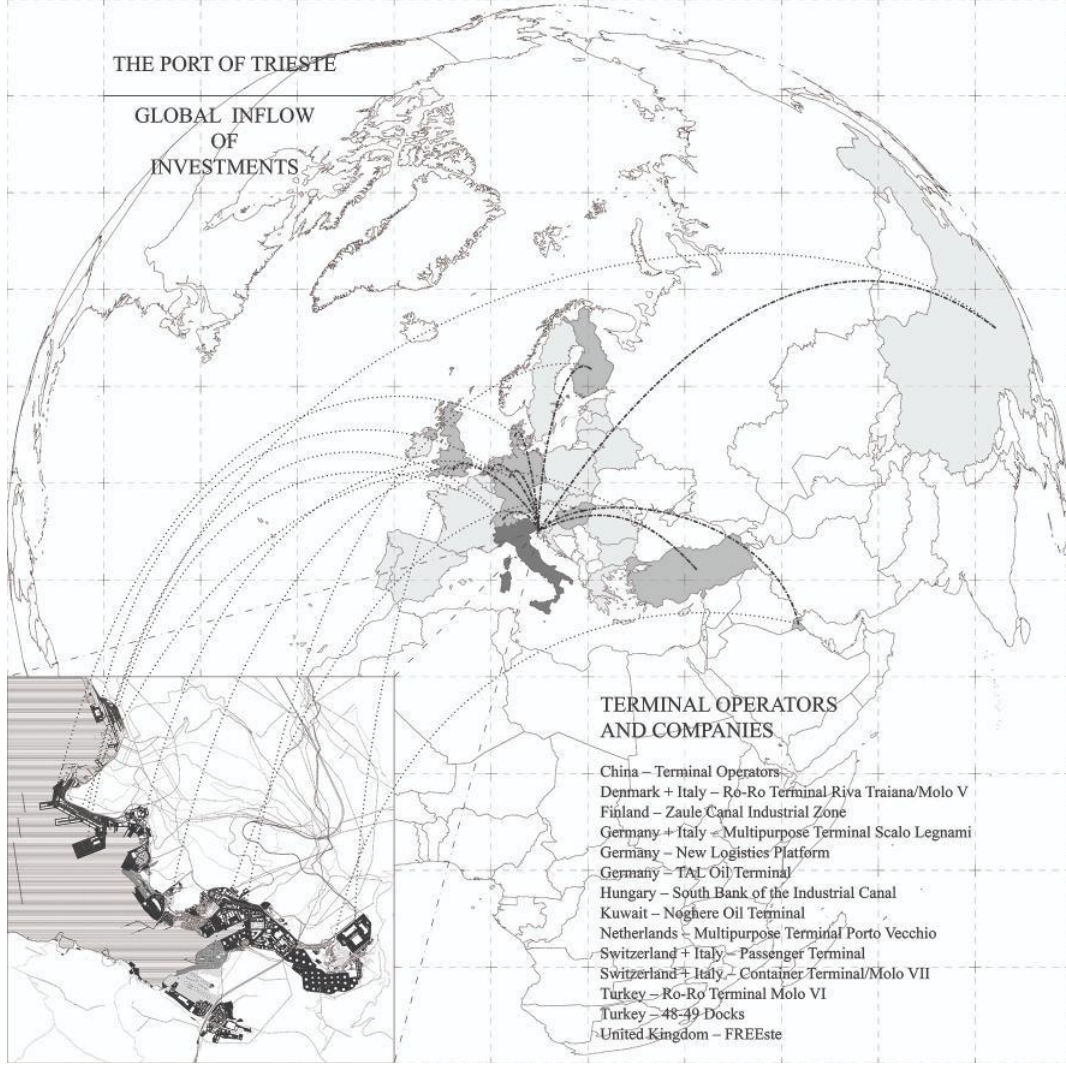 THE PORT OF TRIESTE
GLOBAL INFLOW
OF
INVESTMENTS
TERMINAL OPERATORS
AND COMPANIES
China – Terminal Operators
Denmark + Italy – Ro-Ro Terminal Riva Traiana/Molo V
Finland – Zaule Canal Industrial Zone
Germany + Italy – Multipurpose Terminal Scalo Legnami
Germany – New Logistics Platform
Germany – TAL Oil Terminal
Hungary – South Bank of the Industrial Canal
Kuwait – Noghere Oil Terminal
Netherlands – Multipurpose Terminal Porto Vecchio
Switzerland + Italy – Passenger Terminal
Switzerland + Italy – Container Terminal/Molo VII
Turkey – Ro-Ro Terminal Molo VI
Turkey – 48-49 Docks
United Kingdom – FREEste